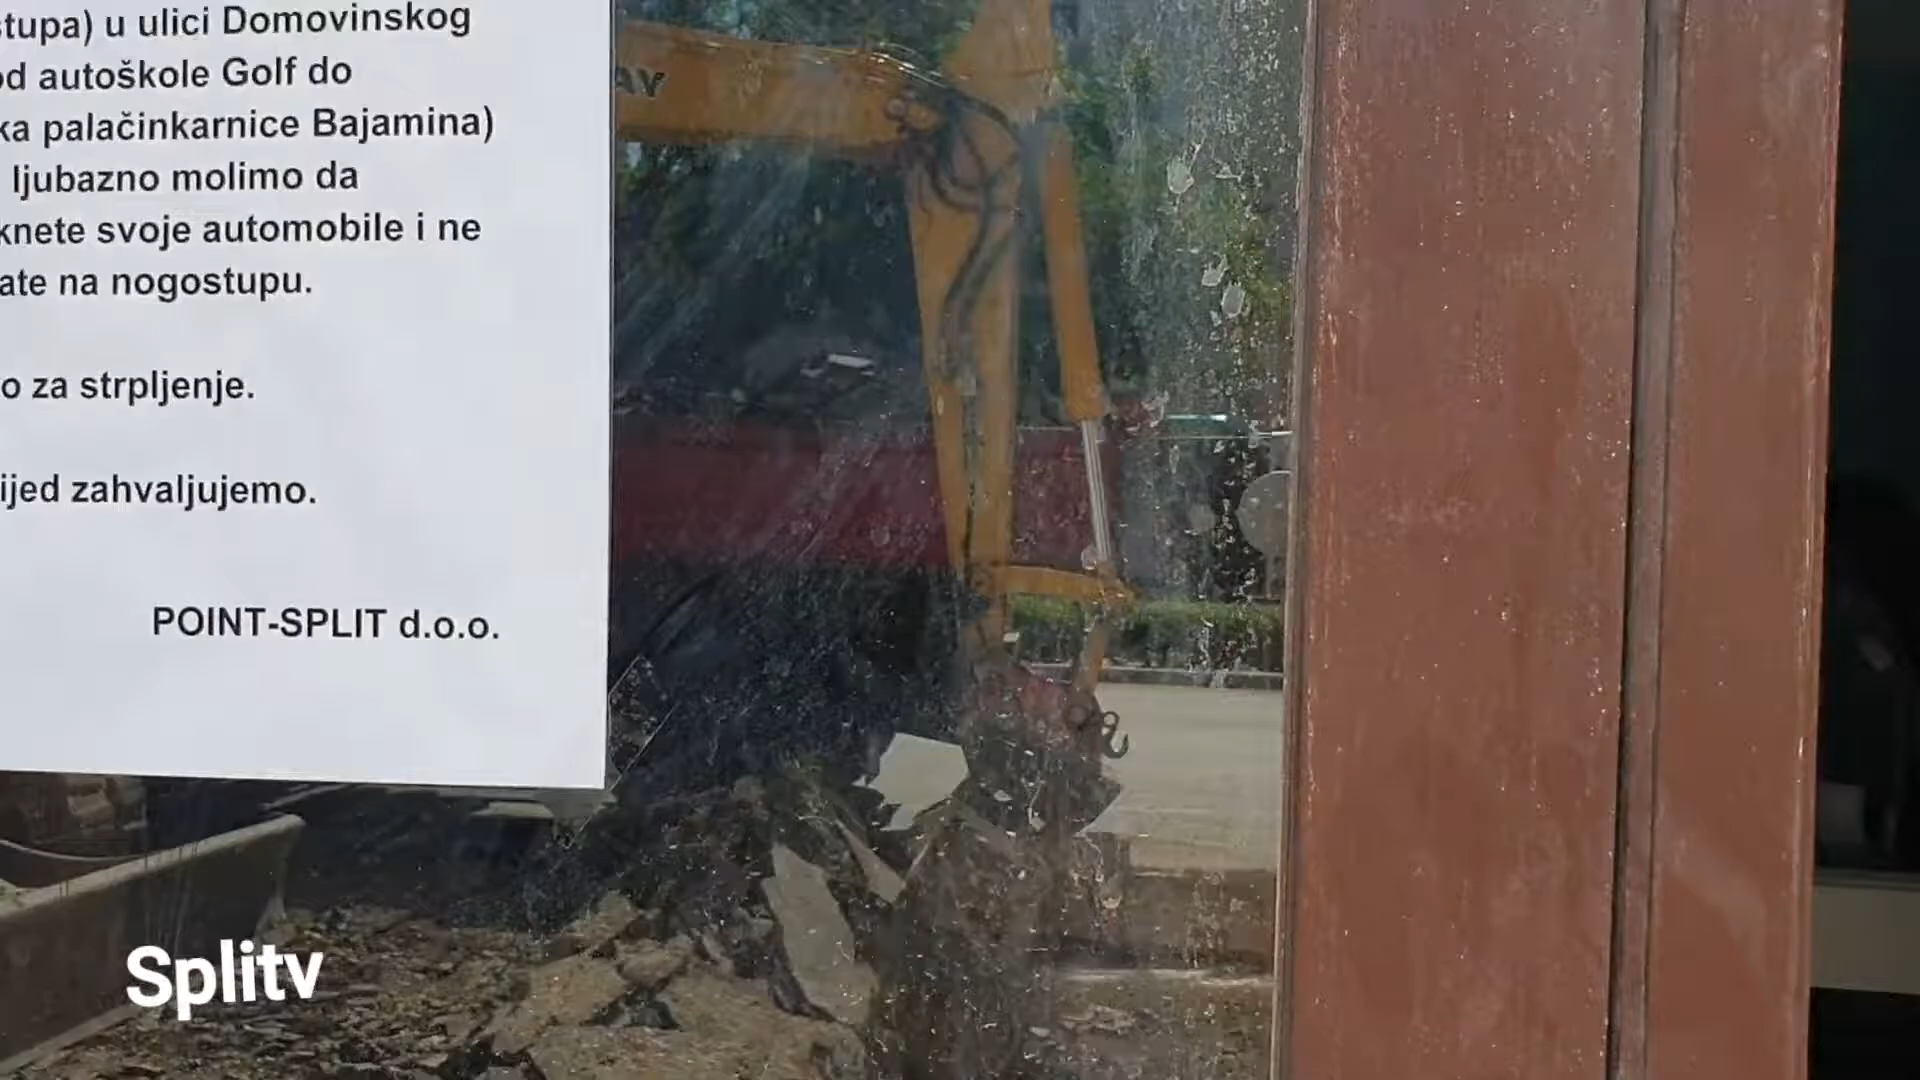 stupa) u ulici Domovinskog
od autoškole Golf do
ka palačinkarnice Bajamina)
ljubazno molimo da
knete svoje automobile i ne
ate na nogostupu.
o za strpljenje.
ijed zahvaljujemo.
POINT-SPLIT d.o.o.
AV
Splitv